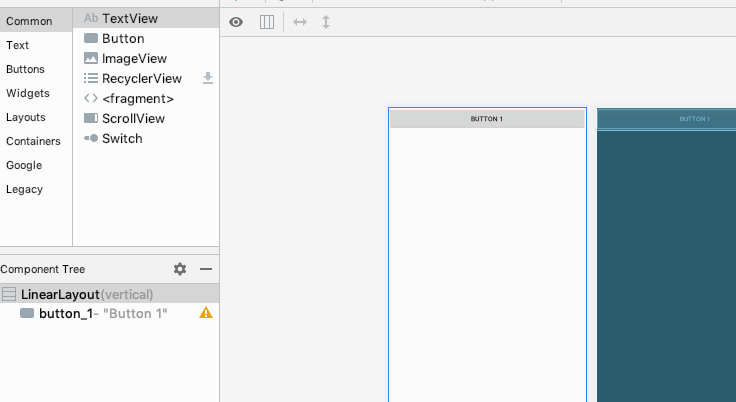 Common
Text
Buttons
Widgets
Layouts
Containers
Google
Legacy
Ab TextView
Button
ImageView
RecyclerView
<fragment>
ScrollView
Switch
Component Tree
LinearLayout(vertical)
button_1- "Button 1"
BUTTON 1
BUTTON 1